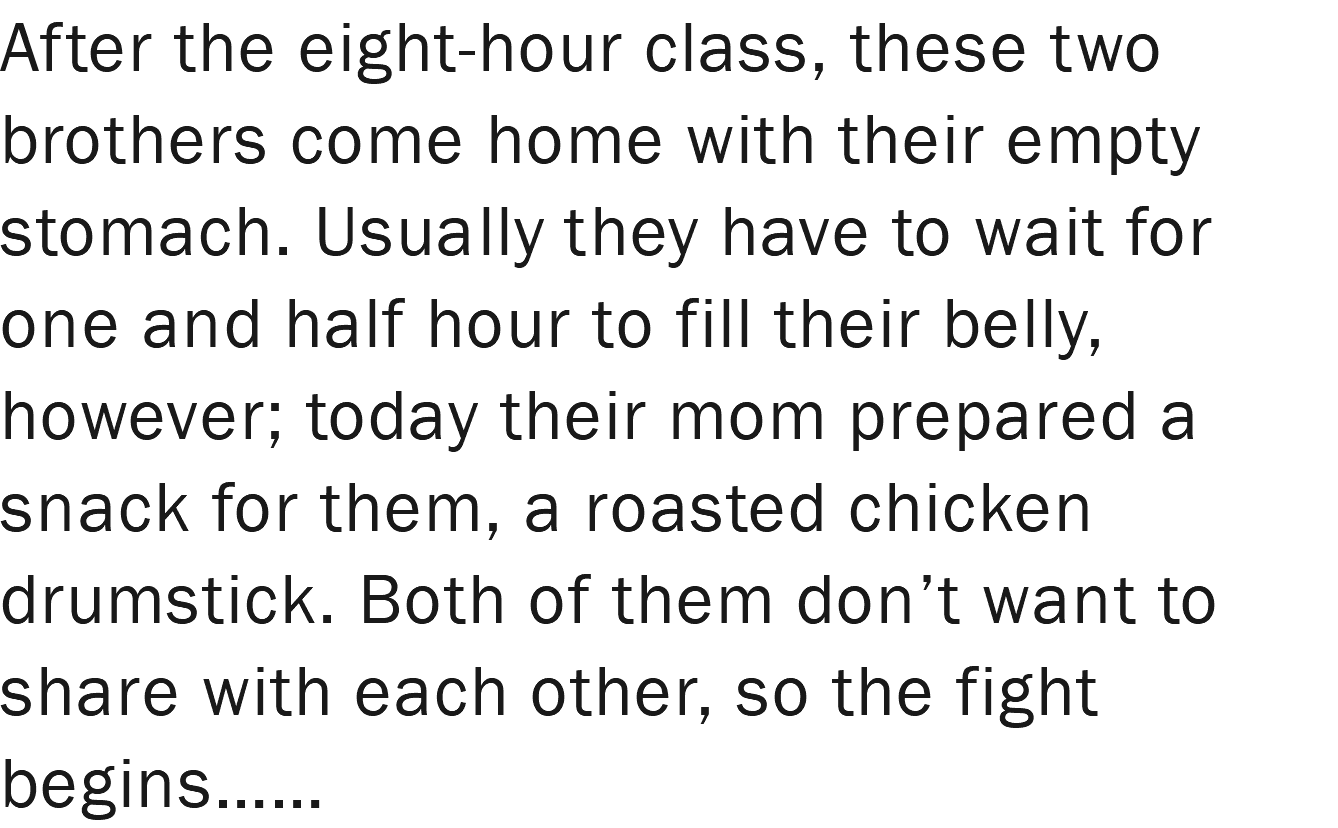 After the eight-hour class, these two
brothers come home with their empty
stomach. Usually they have to wait for
one and half hour to fill their belly,
however; today their mom prepared a
snack for them, a roasted chicken
drumstick. Both of them don’t want to
share with each other, so the fight
begins……